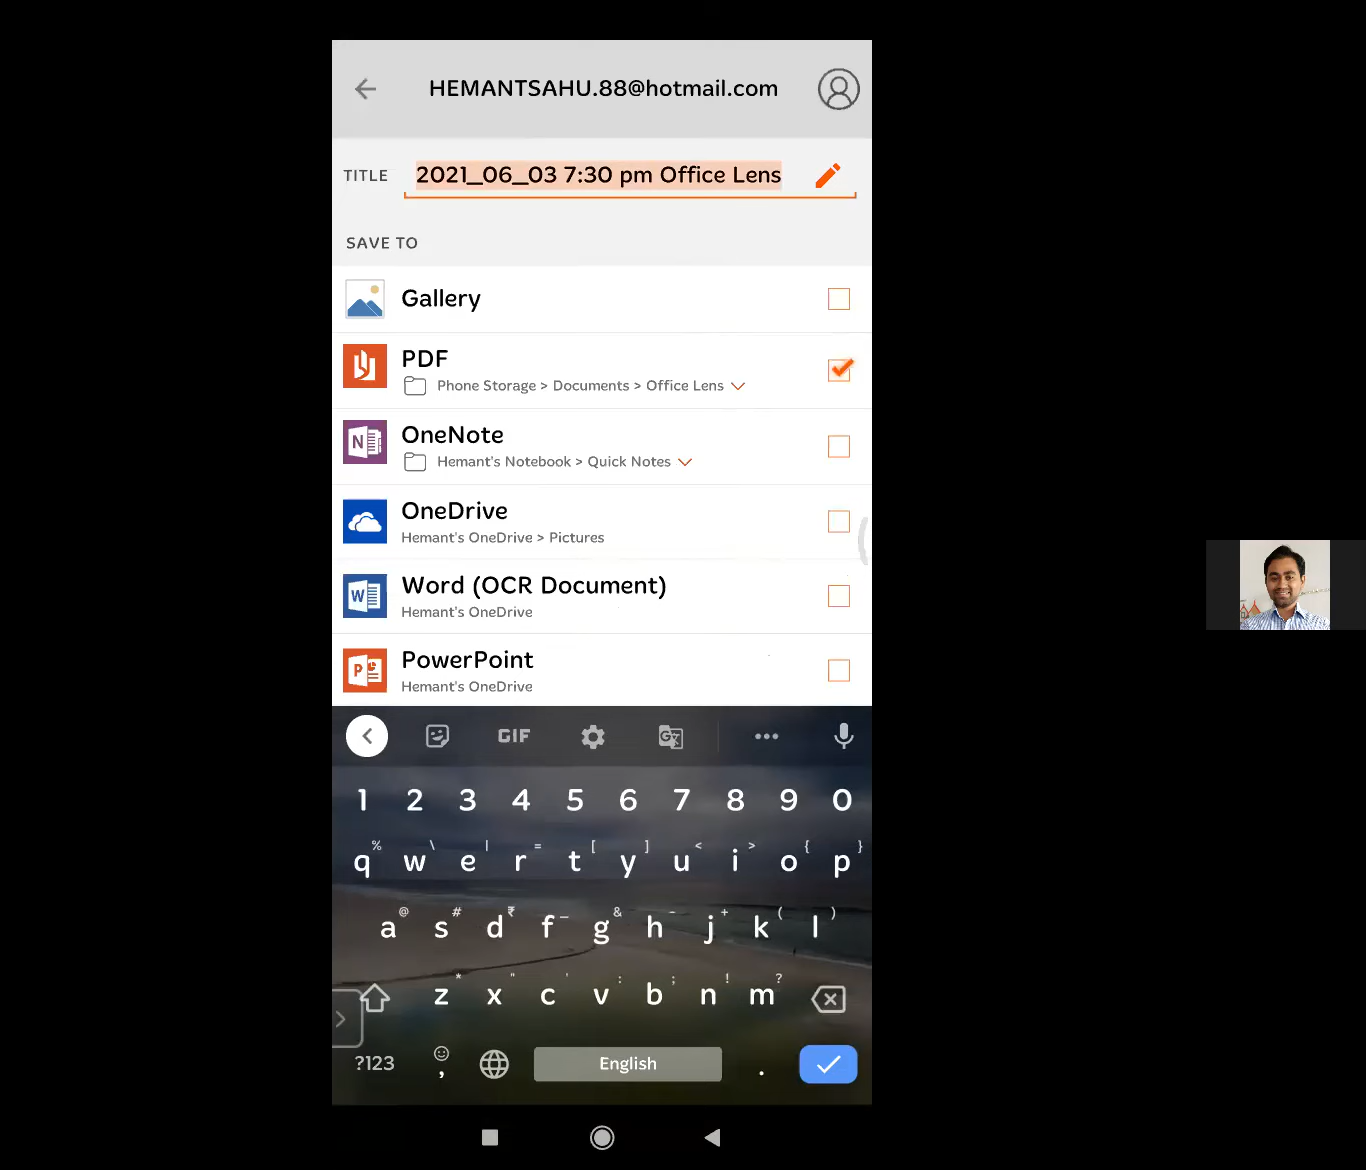 HEMANTSAHU.88@hotmail.com
TITLE 2021_06_03 7:30 pm Office Lens
SAVE TO
Gallery
PDF
Phone Storage > Documents > Office Lens
OneNote
Hemant's Notebook > Quick Notes
OneDrive
Hemant's OneDrive > Pictures
Word (OCR Document)
Hemant's OneDrive
PowerPoint
Hemant's OneDrive
GIF
1 2 3 4 5 6 7 8 9 0
% \ | = [ ] < > { }
q w e r t y u i o p
@ # ₹ _ & - + ( )
a s d f g h j k l
* " ' : ; ! ?
z x c v b n m
?123 , English .